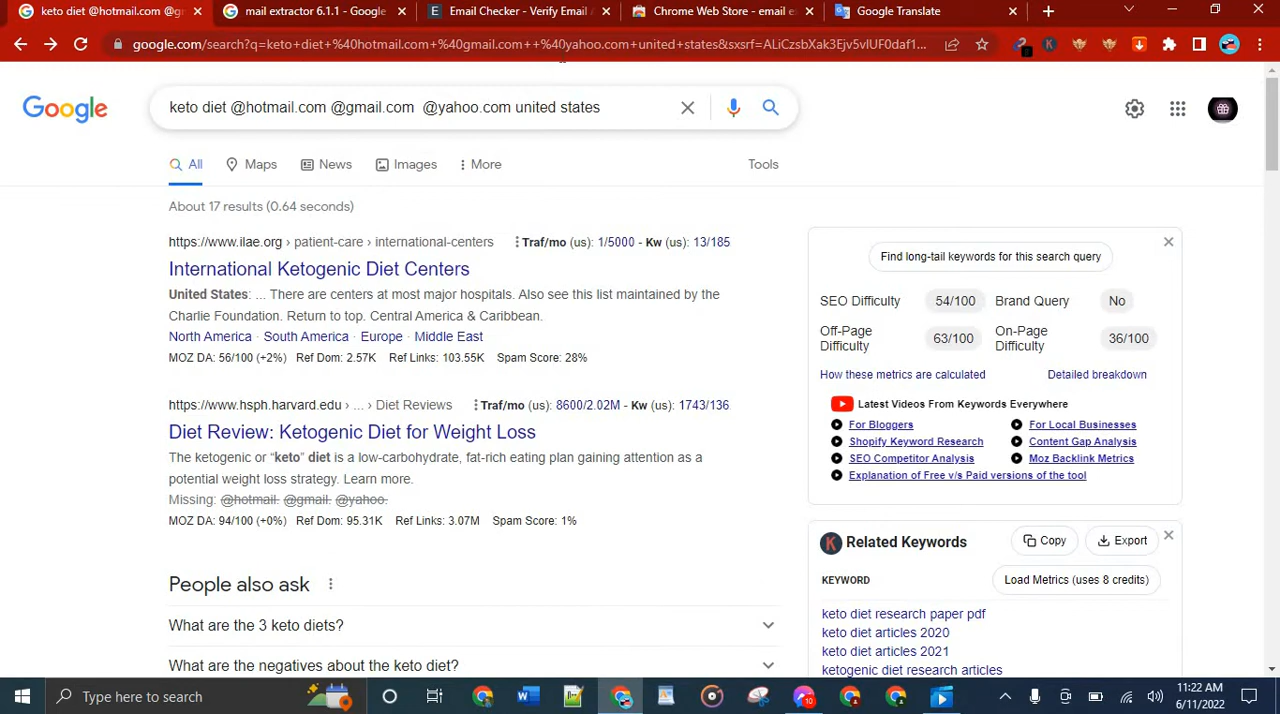 keto diet @hotmail.com @gm
mail extractor 6.1.1 - Google
Email Checker - Verify Email A
Chrome Web Store - email ex
Google Translate
google.com/search?q=keto+diet+%40hotmail.com+%40gmail.com++%40yahoo.com+united+states&sxsrf=ALiCzsbXak3Ejv5vIUF0daf1...
Google
keto diet @hotmail.com @gmail.com  @yahoo.com united states
All
Maps
News
Images
More
Tools
About 17 results (0.64 seconds)
https://www.ilae.org › patient-care › international-centers
Traf/mo (us): 1/5000 - Kw (us): 13/185
International Ketogenic Diet Centers
United States: ... There are centers at most major hospitals. Also see this list maintained by the
Charlie Foundation. Return to top. Central America & Caribbean.
North America · South America · Europe · Middle East
MOZ DA: 56/100 (+2%) Ref Dom: 2.57K Ref Links: 103.55K Spam Score: 28%
https://www.hsph.harvard.edu › ... › Diet Reviews
Traf/mo (us): 8600/2.02M - Kw (us): 1743/136
Diet Review: Ketogenic Diet for Weight Loss
The ketogenic or “keto” diet is a low-carbohydrate, fat-rich eating plan gaining attention as a
potential weight loss strategy. Learn more.
Missing: @hotmail. @gmail. @yahoo.
MOZ DA: 94/100 (+0%) Ref Dom: 95.31K Ref Links: 3.07M Spam Score: 1%
People also ask
What are the 3 keto diets?
What are the negatives about the keto diet?
Find long-tail keywords for this search query
SEO Difficulty 54/100 Brand Query No
Off-Page Difficulty 63/100 On-Page Difficulty 36/100
How these metrics are calculated
Detailed breakdown
Latest Videos From Keywords Everywhere
For Bloggers
For Local Businesses
Shopify Keyword Research
Content Gap Analysis
SEO Competitor Analysis
Moz Backlink Metrics
Explanation of Free v/s Paid versions of the tool
K
Related Keywords
Copy
Export
KEYWORD
Load Metrics (uses 8 credits)
keto diet research paper pdf
keto diet articles 2020
keto diet articles 2021
ketogenic diet research articles
Type here to search
10
11:22 AM
6/11/2022